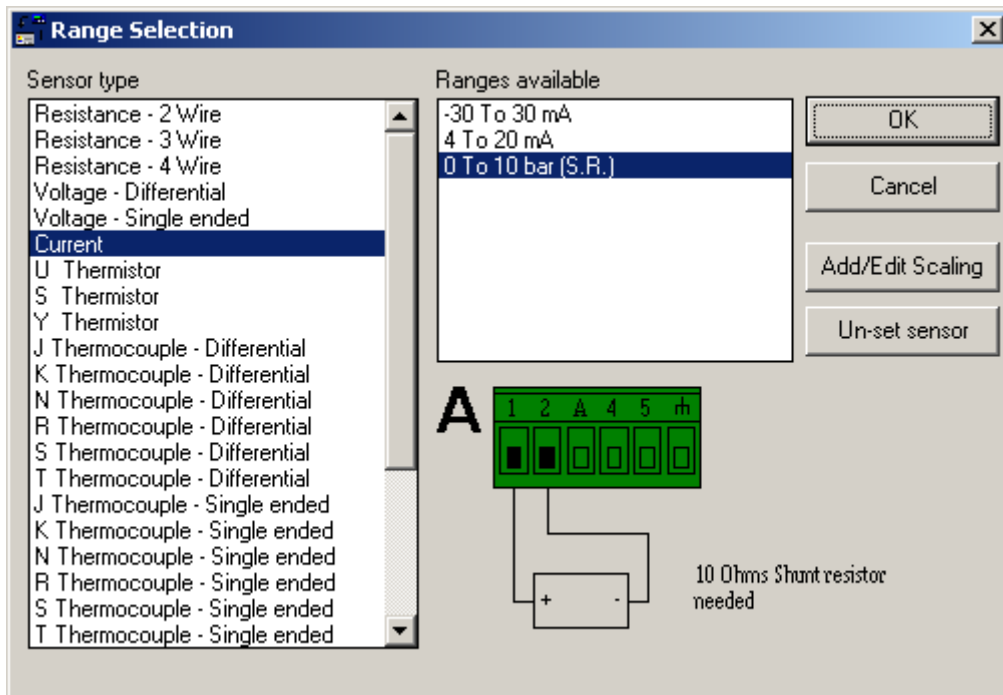 Range Selection
Sensor type
Resistance - 2 Wire
Resistance - 3 Wire
Resistance - 4 Wire
Voltage - Differential
Voltage - Single ended
Current
U Thermistor
S Thermistor
Y Thermistor
J Thermocouple - Differential
K Thermocouple - Differential
N Thermocouple - Differential
R Thermocouple - Differential
S Thermocouple - Differential
T Thermocouple - Differential
J Thermocouple - Single ended
K Thermocouple - Single ended
N Thermocouple - Single ended
R Thermocouple - Single ended
S Thermocouple - Single ended
T Thermocouple - Single ended
Ranges available
-30 To 30 mA
4 To 20 mA
0 To 10 bar (S.R.)
OK
Cancel
Add/Edit Scaling
Un-set sensor
A
1 2 A 4 5
+ -
10 Ohms Shunt resistor
needed